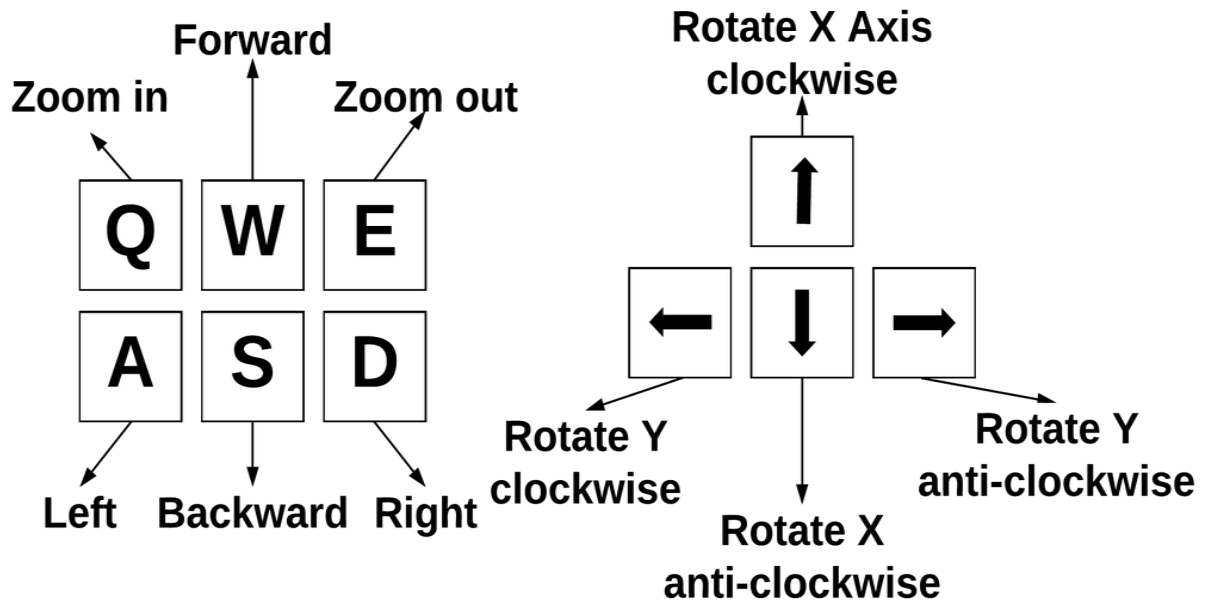 Forward
Zoom in
Zoom out
Q W E
A S D
Left Backward Right
Rotate X Axis
clockwise
Rotate Y
clockwise
Rotate X
anti-clockwise
Rotate Y
anti-clockwise